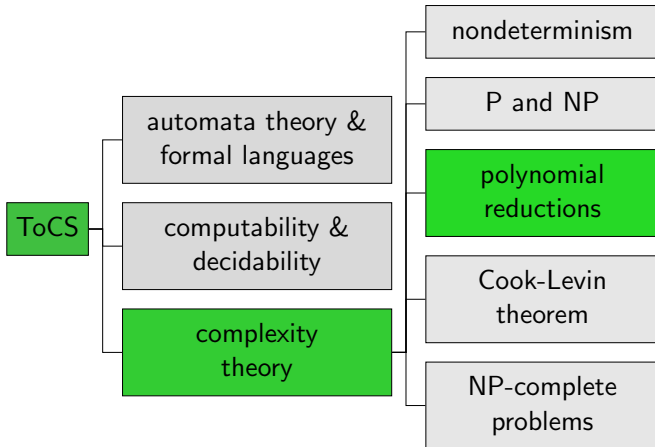 ToCS
automata theory &
formal languages
computability &
decidability
complexity
theory
nondeterminism
P and NP
polynomial
reductions
Cook-Levin
theorem
NP-complete
problems